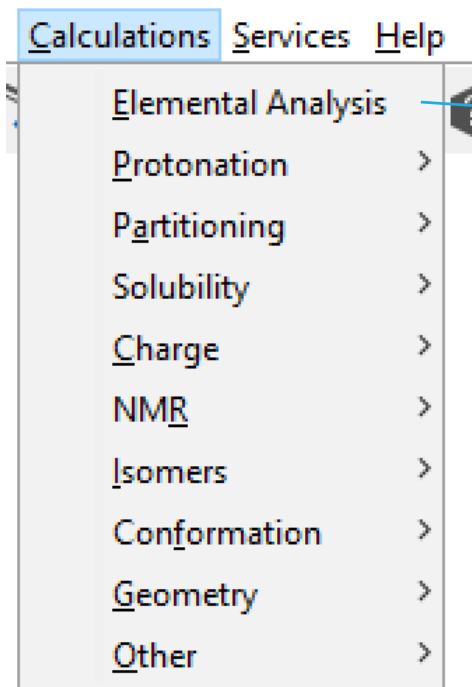 Calculations Services Help
Elemental Analysis
Protonation
Partitioning
Solubility
Charge
NMR
Isomers
Conformation
Geometry
Other